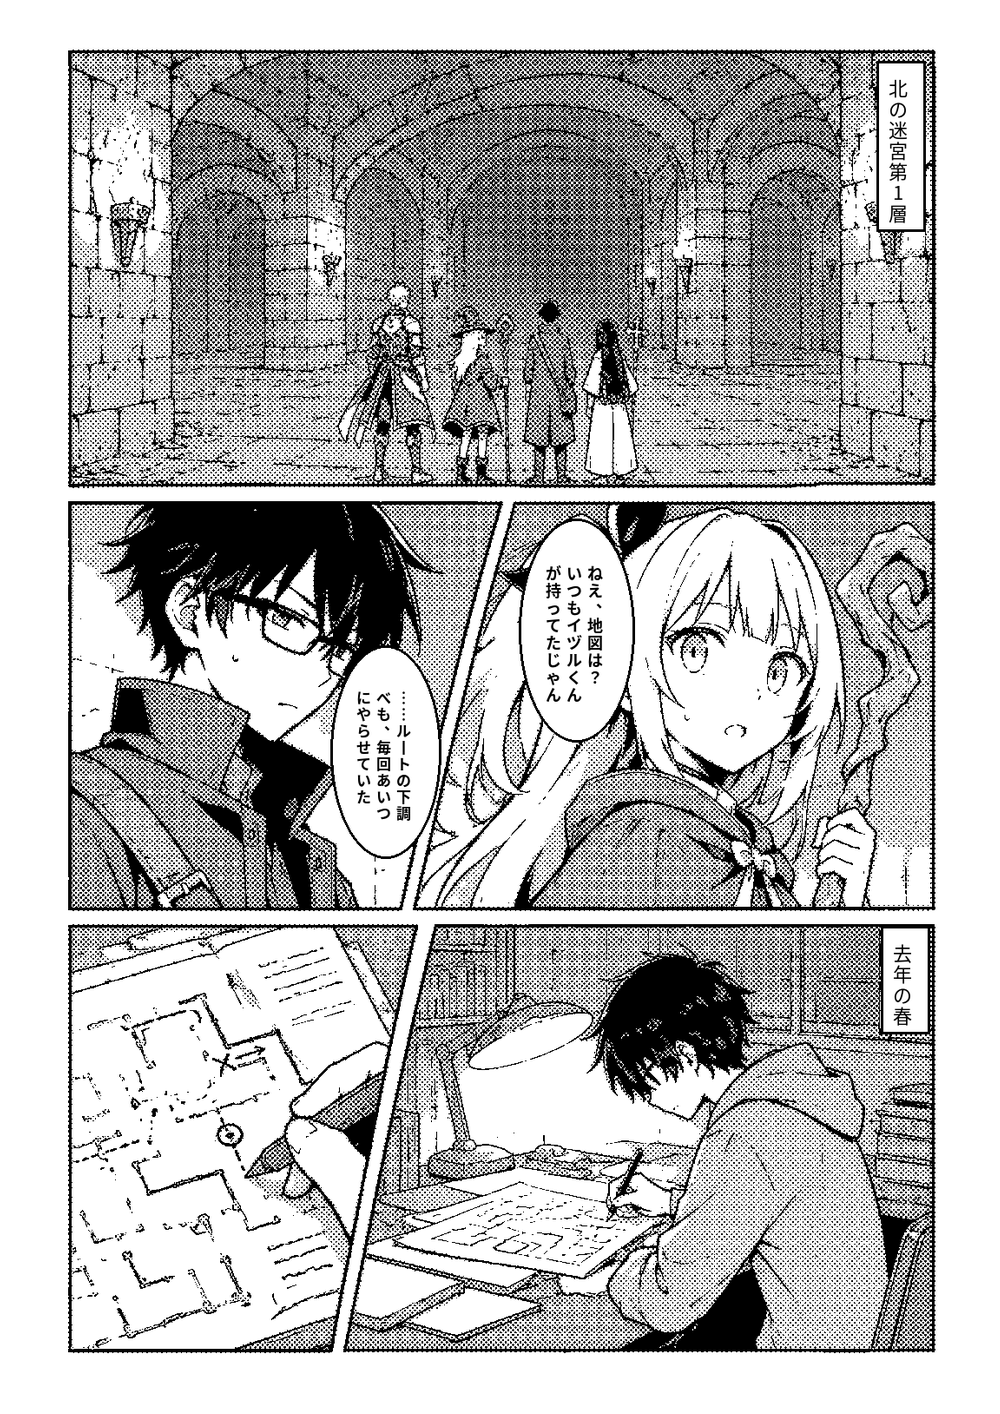 北の迷宮第1層
ねえ、地図は？
いつもイヅルくん
が持ってたじゃん
……ルートの下調
べも、毎回あいつ
にやらせていた
去年の春